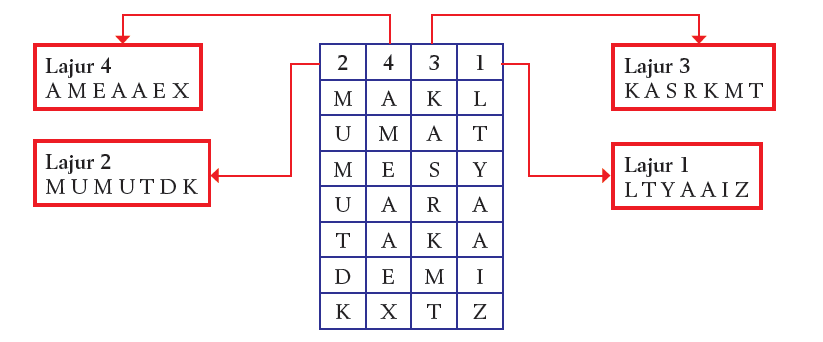 Lajur 4
A M E A A E X
Lajur 2
M U M U T D K
2 4 3 1
M A K L
U M A T
M E S Y
U A R A
T A K A
D E M I
K X T Z
Lajur 3
K A S R K M T
Lajur 1
L T Y A A I Z